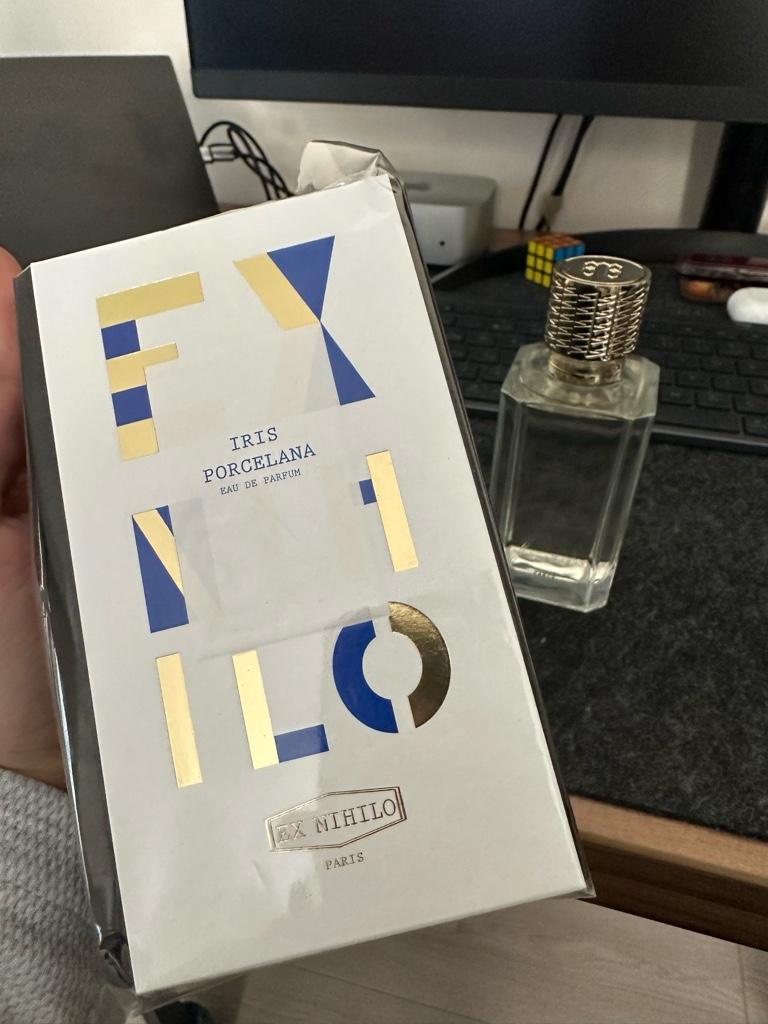 EX
IRIS
PORCELANA
EAU DE PARFUM
NI
ILO
EX NIHILO
PARIS